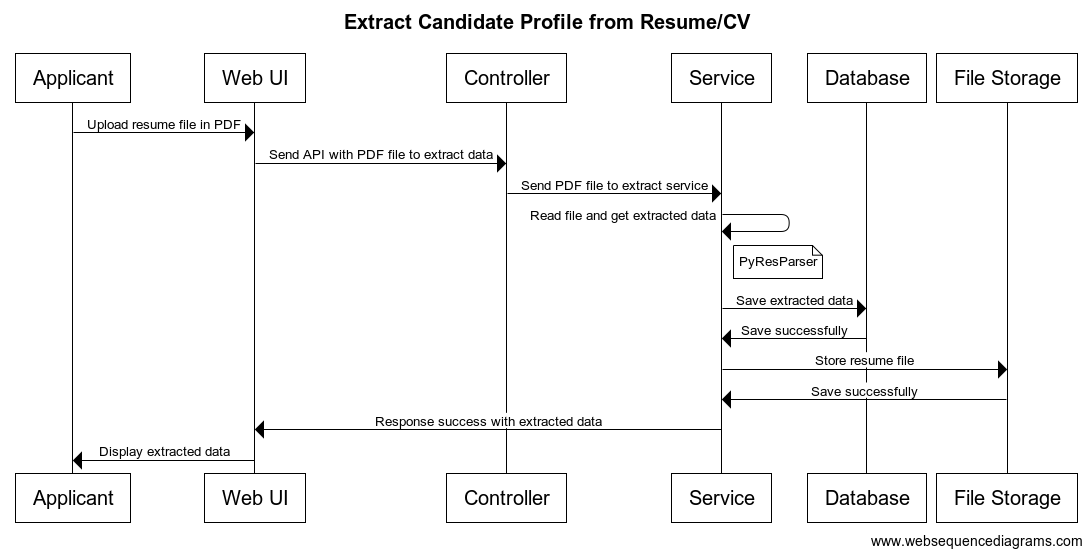 Extract Candidate Profile from Resume/CV
Applicant Web UI Controller Service Database File Storage
Upload resume file in PDF
Send API with PDF file to extract data
Send PDF file to extract service
Read file and get extracted data
PyResParser
Save extracted data
Save successfully
Store resume file
Save successfully
Response success with extracted data
Display extracted data
Applicant Web UI Controller Service Database File Storage
www.websequencediagrams.com